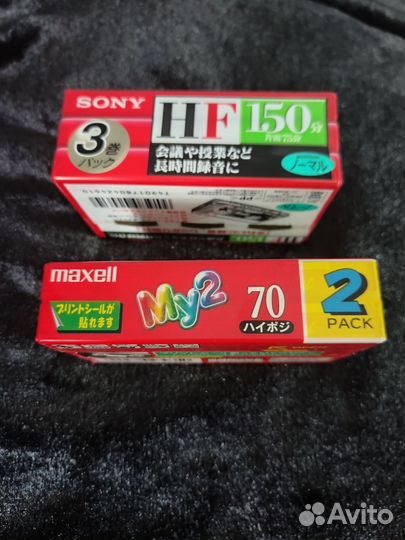 SONY
HF
150分
片面75分
3巻
パック
会議や授業など
長時間録音に
ノーマル
HF
maxell
プリントシールが
貼れます
My2
70
ハイポジ
2
PACK
Avito